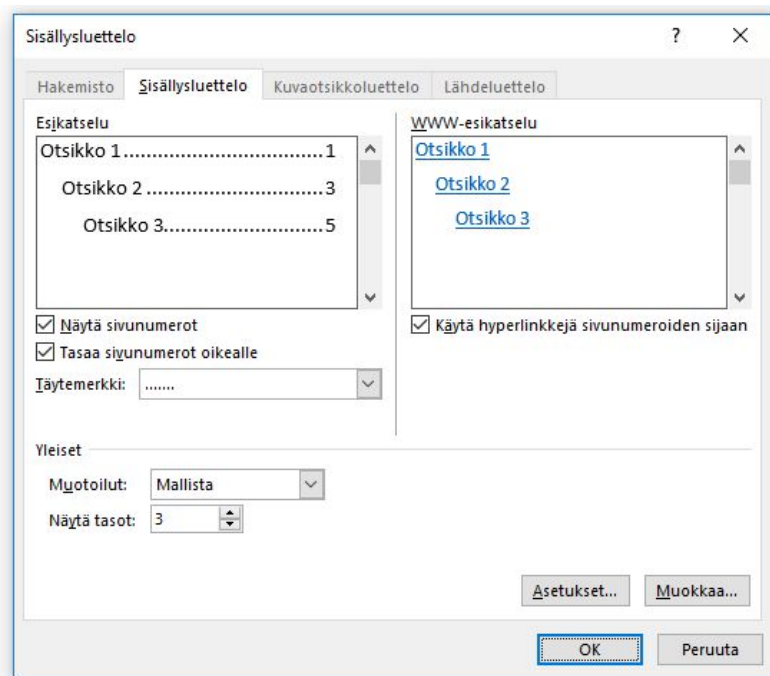 Sisällysluettelo
?
Hakemisto Sisällysluettelo Kuvaotsikkoluettelo Lähdeluettelo
Esikatselu
Otsikko 1....................................1
Otsikko 2 ...............................3
Otsikko 3...........................5
Näytä sivunumerot
Tasaa sivunumerot oikealle
Täytemerkki: .......
WWW-esikatselu
Otsikko 1
Otsikko 2
Otsikko 3
Käytä hyperlinkkejä sivunumeroiden sijaan
Yleiset
Muotoilut: Mallista
Näytä tasot: 3
Asetukset... Muokkaa...
OK Peruuta